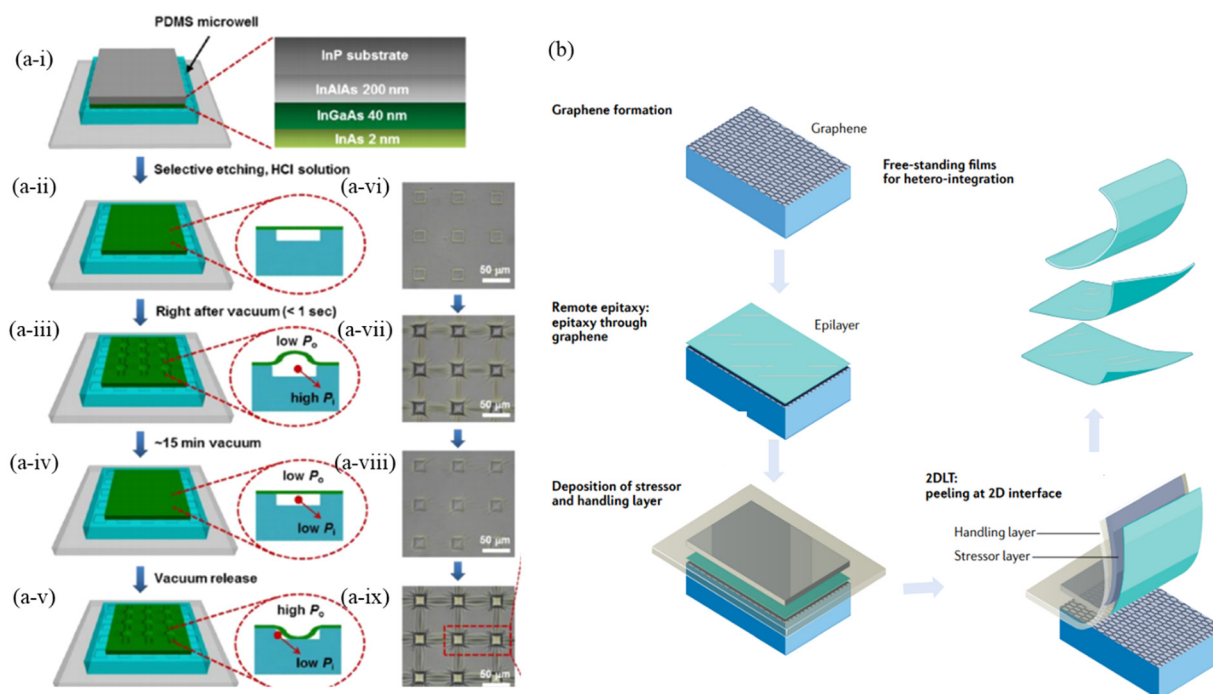 PDMS microwell
(a-i)
InP substrate
InAlAs 200 nm
InGaAs 40 nm
InAs 2 nm
Selective etching, HCl solution
(a-ii)
(a-vi)
50 μm
Right after vacuum (< 1 sec)
(a-iii)
low Po
high Pi
(a-vii)
50 μm
~15 min vacuum
(a-iv)
low Po
low Pi
(a-viii)
50 μm
Vacuum release
(a-v)
high Po
low Pi
(a-ix)
50 μm
(b)
Graphene formation
Graphene
Free-standing films
for hetero-integration
Remote epitaxy:
epitaxy through
graphene
Epilayer
Deposition of stressor
and handling layer
2DLT:
peeling at 2D interface
Handling layer
Stressor layer